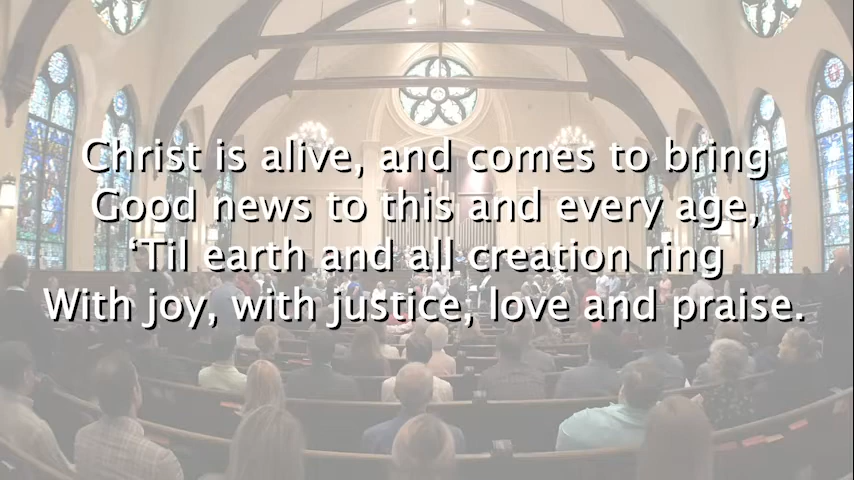 Christ is alive, and comes to bring
Good news to this and every age,
‘Til earth and all creation ring
With joy, with justice, love and praise.